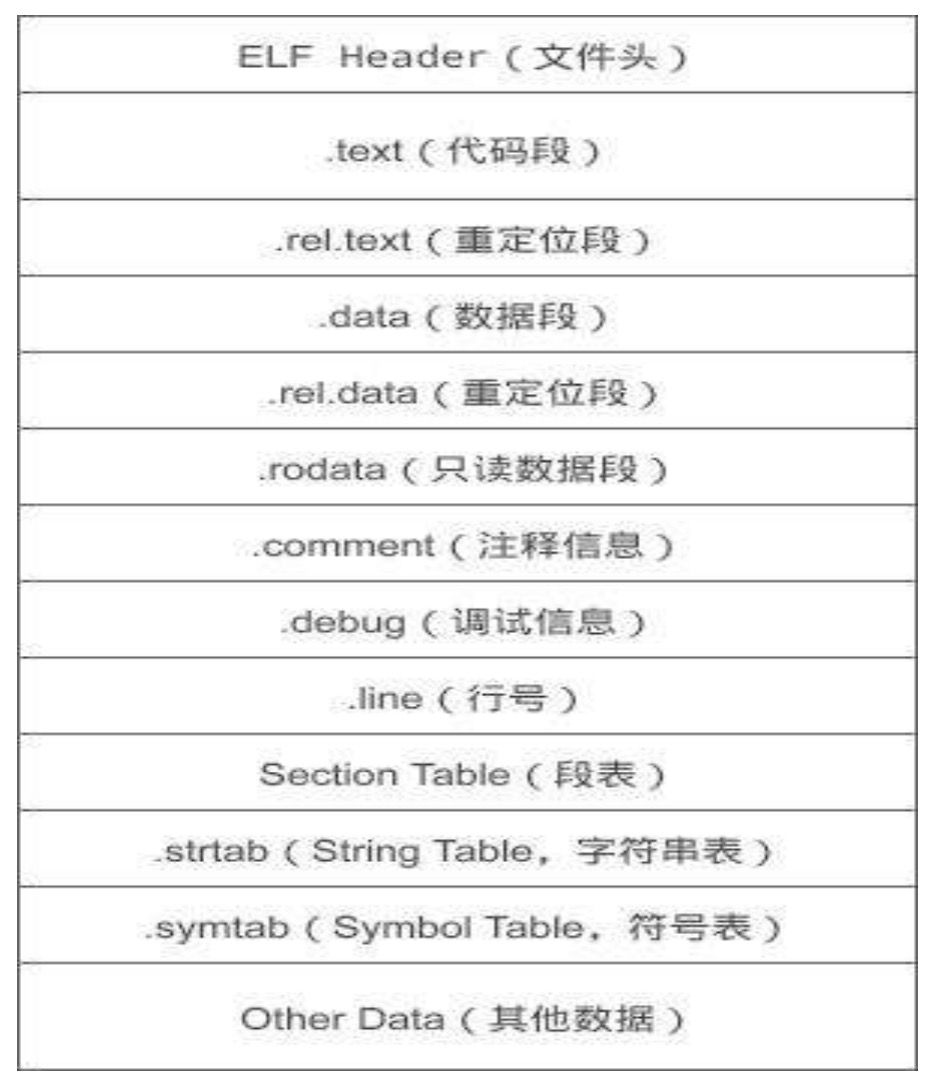 ELF Header（文件头）
.text（代码段）
.rel.text（重定位段）
.data（数据段）
.rel.data（重定位段）
.rodata（只读数据段）
.comment（注释信息）
.debug（调试信息）
.line（行号）
Section Table（段表）
.strtab（String Table，字符串表）
.symtab（Symbol Table，符号表）
Other Data（其他数据）